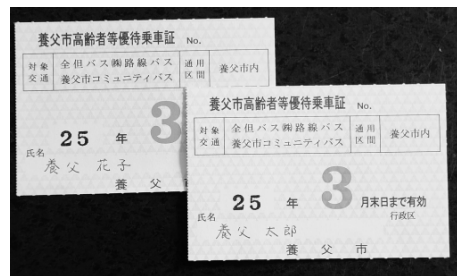 養父市高齢者等優待乗車証 No.
対象交通 全但バス㈱路線バス 養父市コミュニティバス 通用区間 養父市内
25 年 3
氏名 養父 花子
養 父
養父市高齢者等優待乗車証 No.
対象交通 全但バス㈱路線バス 養父市コミュニティバス 通用区間 養父市内
25 年 3 月末日まで有効
行政区
氏名 養父 太郎
養 父 市